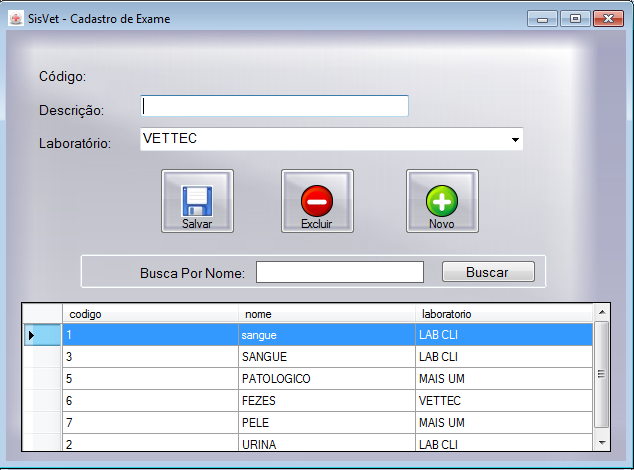 SisVet - Cadastro de Exame
Código:
Descrição:
Laboratório: VETTEC
Salvar Excluir Novo
Busca Por Nome: Buscar
codigo nome laboratorio
1 sangue LAB CLI
3 SANGUE LAB CLI
5 PATOLOGICO MAIS UM
6 FEZES VETTEC
7 PELE MAIS UM
2 URINA LAB CLI